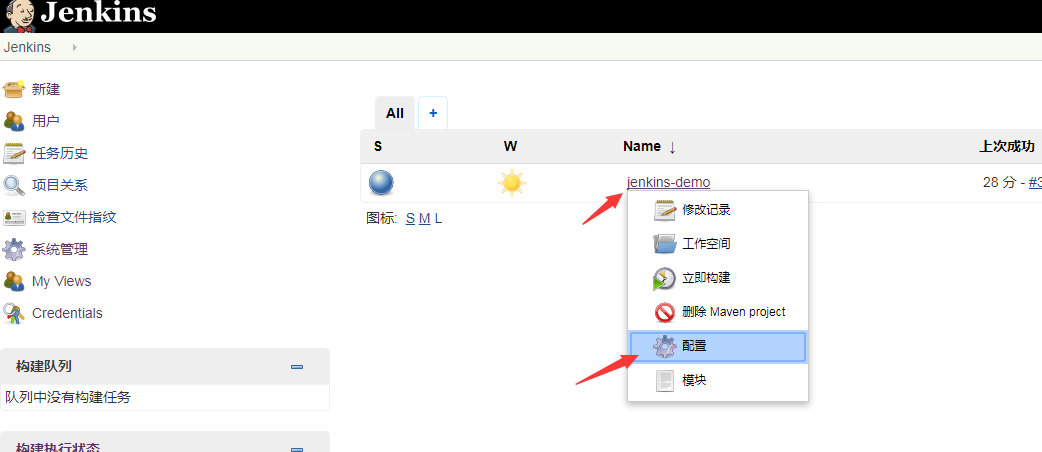 Jenkins
Jenkins
新建
用户
任务历史
项目关系
检查文件指纹
系统管理
My Views
Credentials
构建队列
队列中没有构建任务
构建执行状态
All +
S W Name ↓ 上次成功
jenkins-demo 28 分 - #3
图标: S M L
修改记录
工作空间
立即构建
删除 Maven project
配置
模块